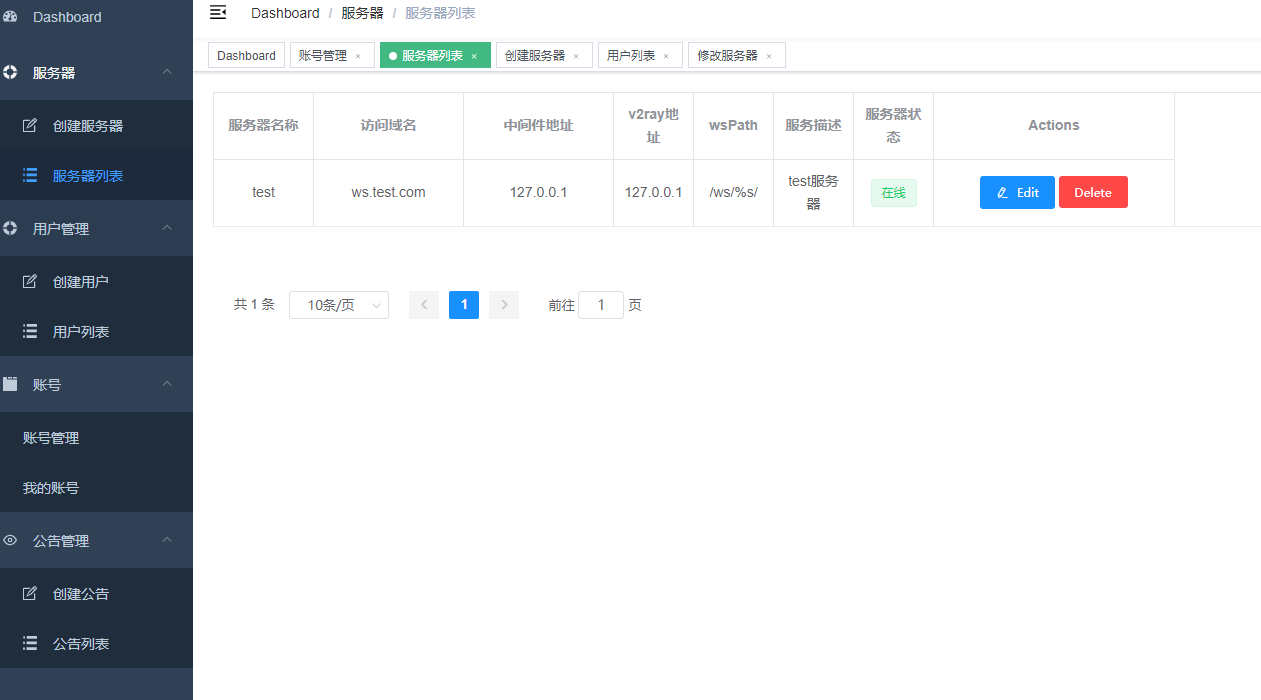 Dashboard
服务器
创建服务器
服务器列表
用户管理
创建用户
用户列表
账号
账号管理
我的账号
公告管理
创建公告
公告列表
Dashboard / 服务器 / 服务器列表
Dashboard 账号管理 × 服务器列表 × 创建服务器 × 用户列表 × 修改服务器 ×
服务器名称 访问域名 中间件地址 v2ray地址 wsPath 服务描述 服务器状态 Actions
test ws.test.com 127.0.0.1 127.0.0.1 /ws/%s/ test服务器 在线 Edit Delete
共 1 条 10条/页 1 前往 1 页